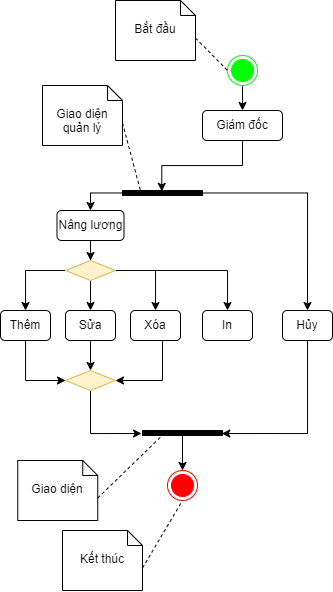 Bắt đầu
Giám đốc
Giao diện
quản lý
Nâng lương
Thêm
Sửa
Xóa
In
Hủy
Giao diện
Kết thúc